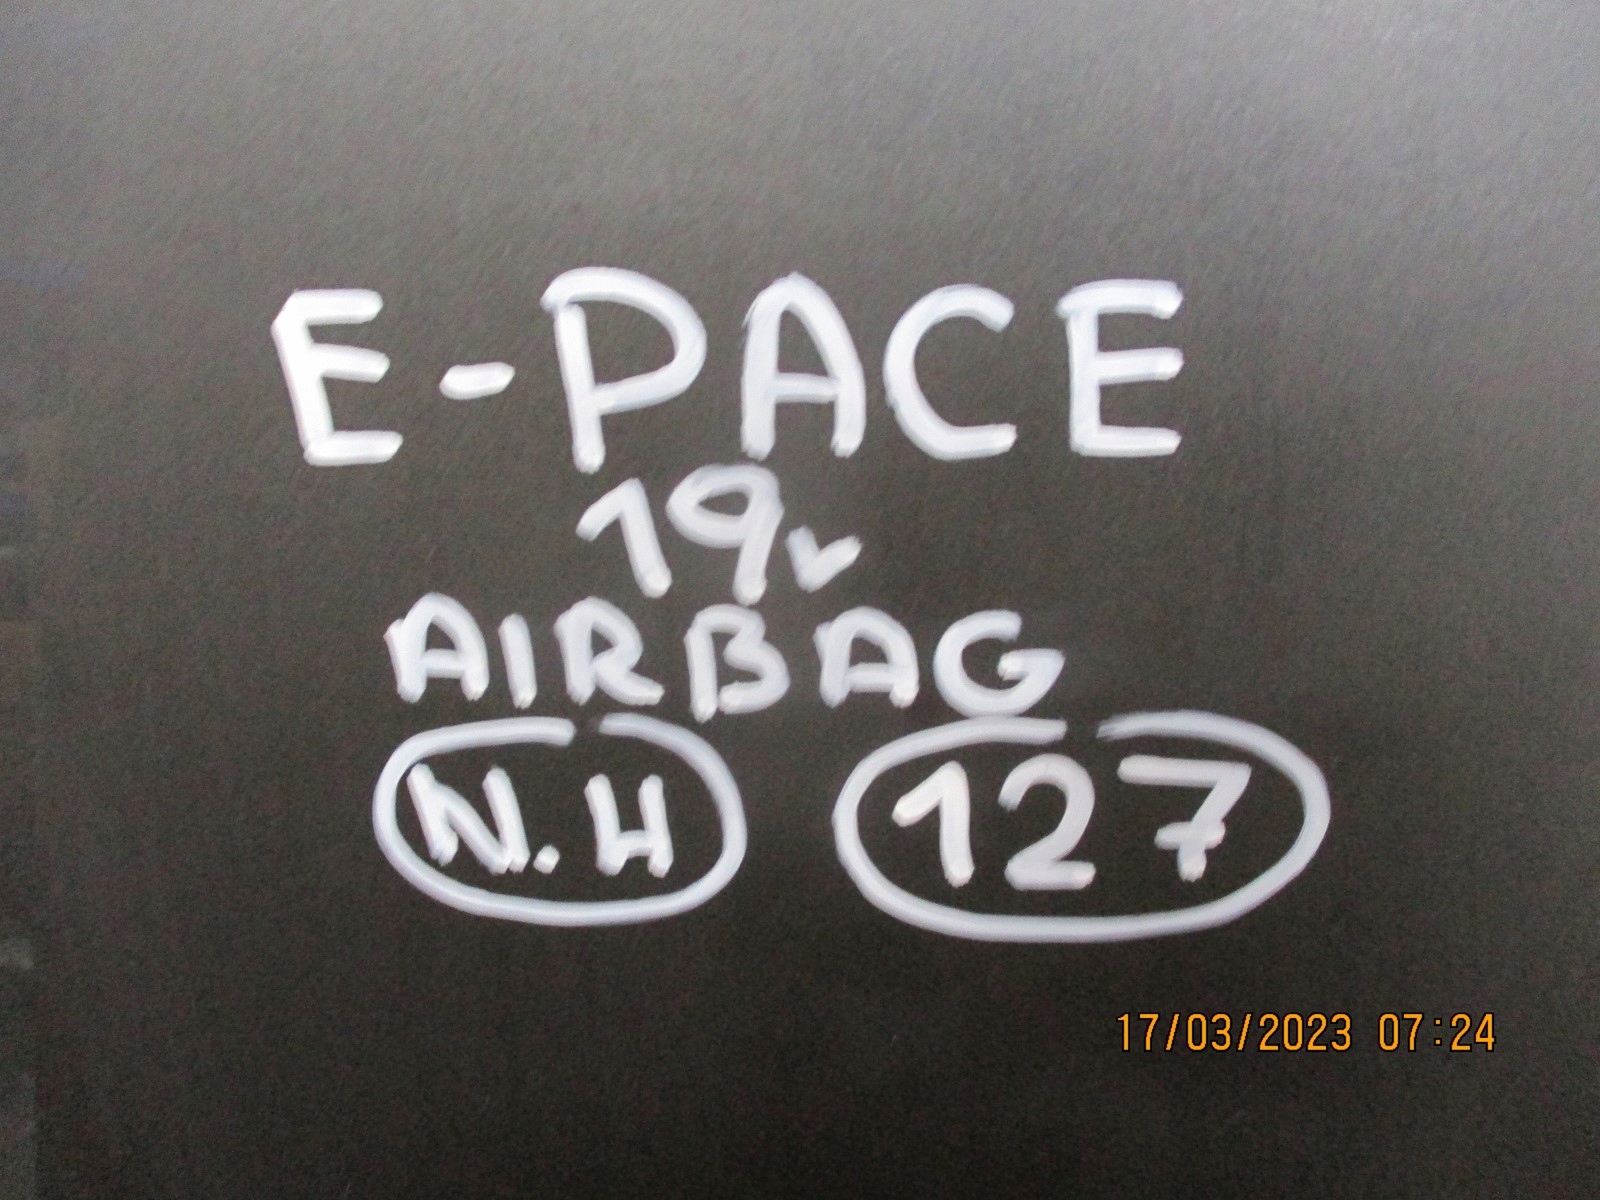 E-PACE
19v
AIRBAG
N.H 127
17/03/2023 07:24